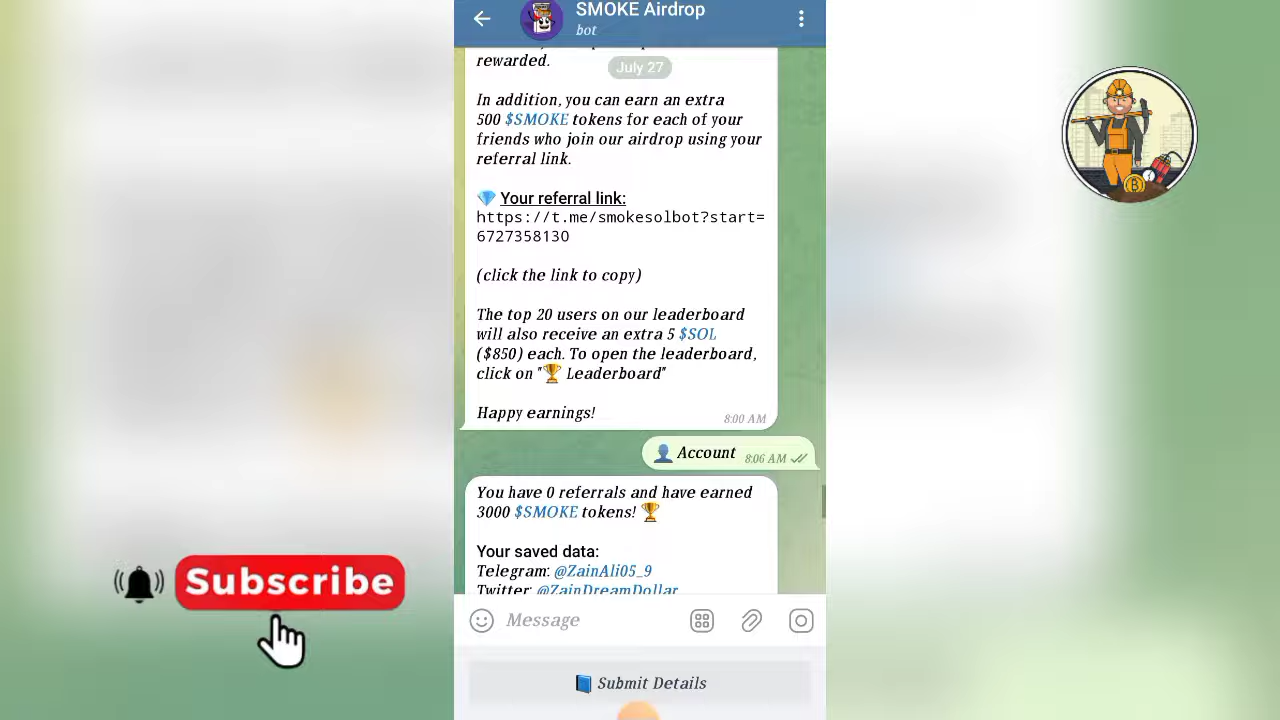 SMOKE Airdrop
bot
rewarded.
July 27
In addition, you can earn an extra
500 $SMOKE tokens for each of your
friends who join our airdrop using your
referral link.
💎 Your referral link:
https://t.me/smokesolbot?start=
6727358130
(click the link to copy)
The top 20 users on our leaderboard
will also receive an extra 5 $SOL
($850) each. To open the leaderboard,
click on "🏆 Leaderboard"
Happy earnings!
8:00 AM
👤 Account 8:06 AM
You have 0 referrals and have earned
3000 $SMOKE tokens! 🏆
Your saved data:
Telegram: @ZainAli05_9
Twitter: @ZainDreamDollar
Message
📘 Submit Details
Subscribe